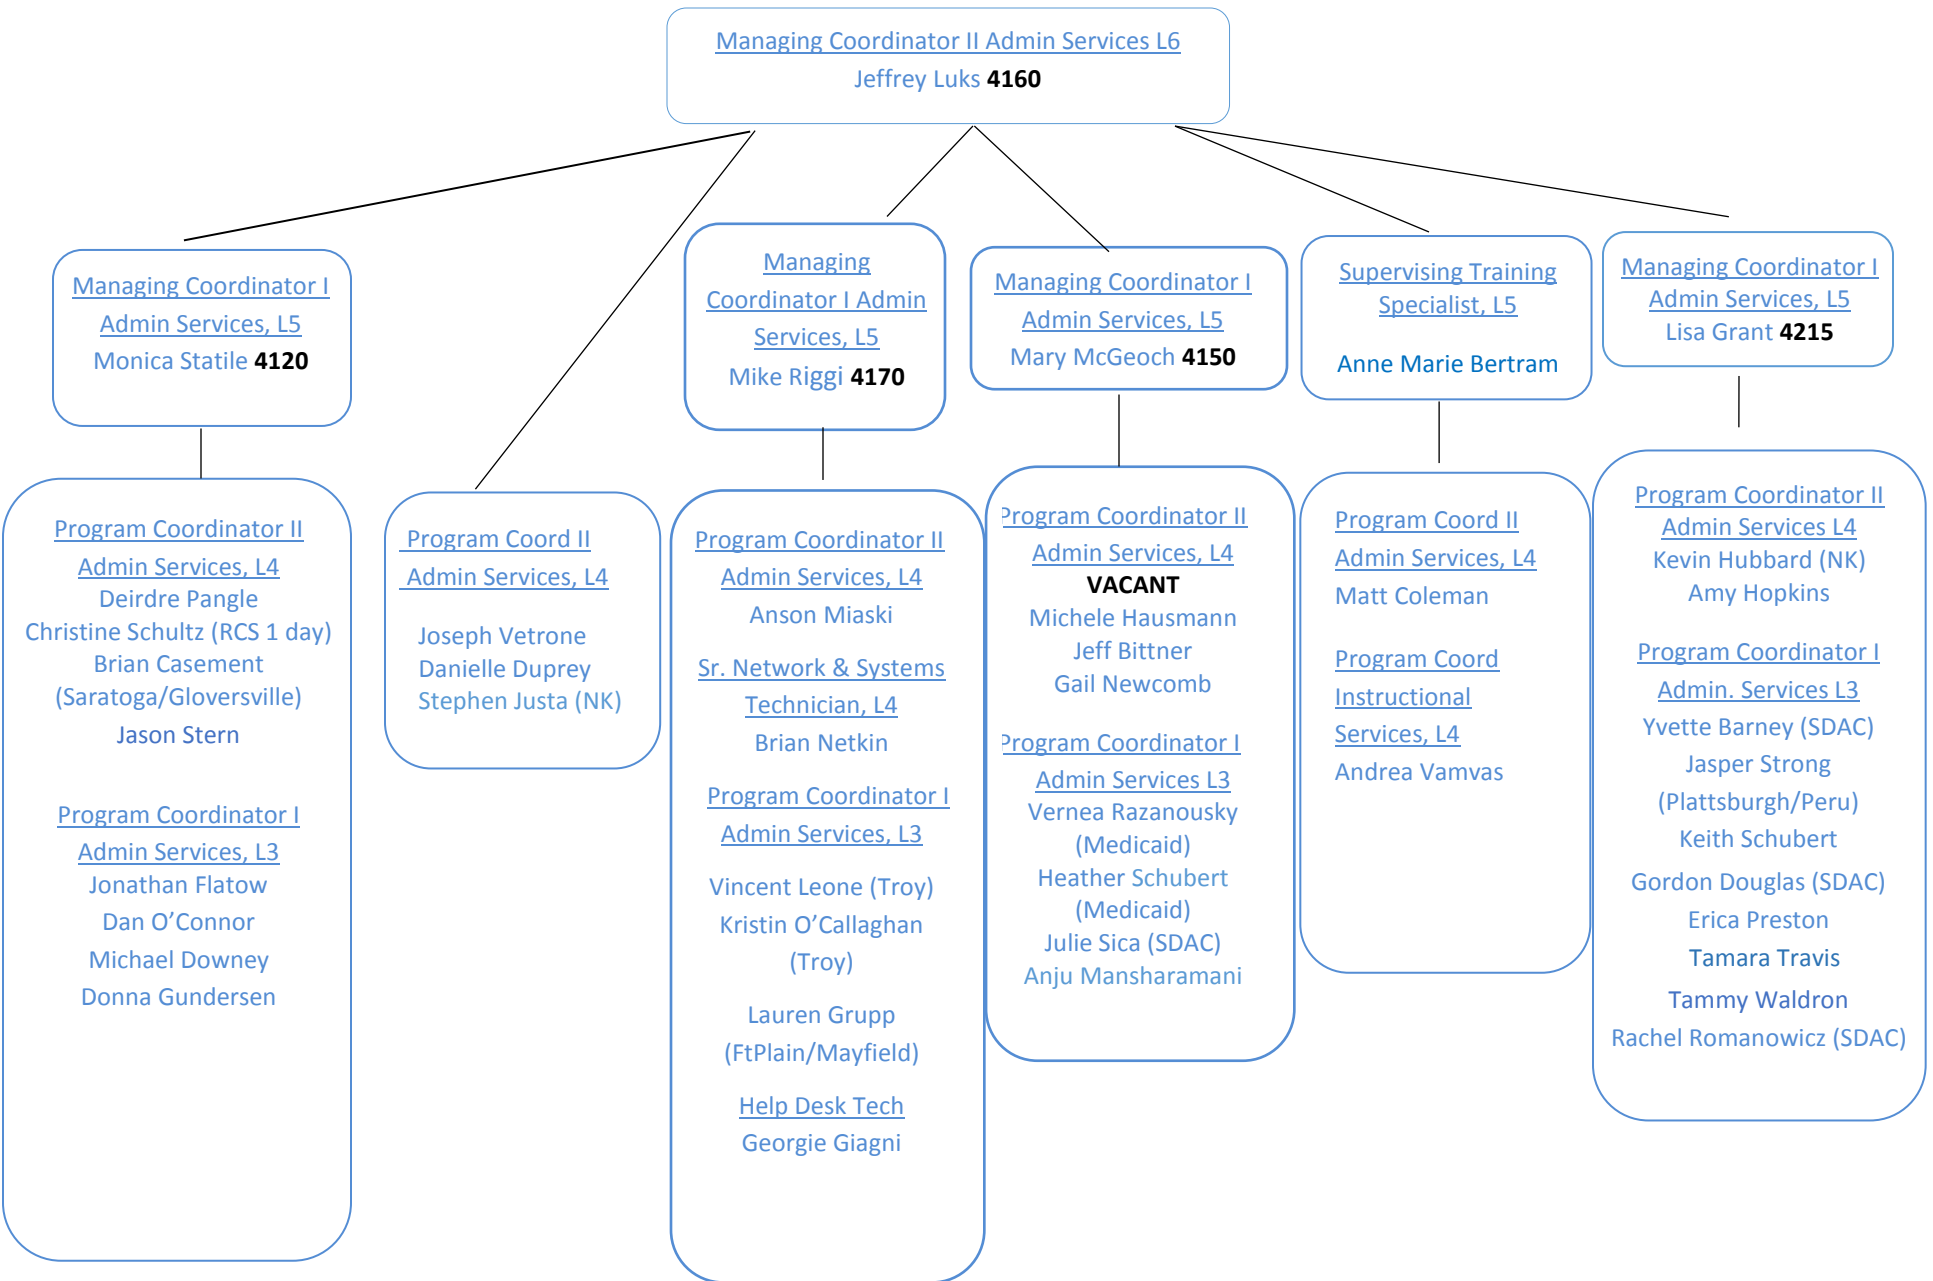 Managing Coordinator II Admin Services L6
Jeffrey Luks 4160
Managing Coordinator I
Admin Services, L5
Monica Statile 4120
Managing
Coordinator I Admin
Services, L5
Mike Riggi 4170
Managing Coordinator I
Admin Services, L5
Mary McGeoch 4150
Supervising Training
Specialist, L5
Anne Marie Bertram
Managing Coordinator I
Admin Services, L5
Lisa Grant 4215
Program Coordinator II
Admin Services, L4
Deirdre Pangle
Christine Schultz (RCS 1 day)
Brian Casement
(Saratoga/Gloversville)
Jason Stern
Program Coordinator I
Admin Services, L3
Jonathan Flatow
Dan O’Connor
Michael Downey
Donna Gundersen
Program Coord II
Admin Services, L4
Joseph Vetrone
Danielle Duprey
Stephen Justa (NK)
Program Coordinator II
Admin Services, L4
Anson Miaski
Sr. Network & Systems
Technician, L4
Brian Netkin
Program Coordinator I
Admin Services, L3
Vincent Leone (Troy)
Kristin O’Callaghan
(Troy)
Lauren Grupp
(FtPlain/Mayfield)
Help Desk Tech
Georgie Giagni
Program Coordinator II
Admin Services, L4
VACANT
Michele Hausmann
Jeff Bittner
Gail Newcomb
Program Coordinator I
Admin Services L3
Vernea Razanousky
(Medicaid)
Heather Schubert
(Medicaid)
Julie Sica (SDAC)
Anju Mansharamani
Program Coord II
Admin Services, L4
Matt Coleman
Program Coord
Instructional
Services, L4
Andrea Vamvas
Program Coordinator II
Admin Services L4
Kevin Hubbard (NK)
Amy Hopkins
Program Coordinator I
Admin. Services L3
Yvette Barney (SDAC)
Jasper Strong
(Plattsburgh/Peru)
Keith Schubert
Gordon Douglas (SDAC)
Erica Preston
Tamara Travis
Tammy Waldron
Rachel Romanowicz (SDAC)